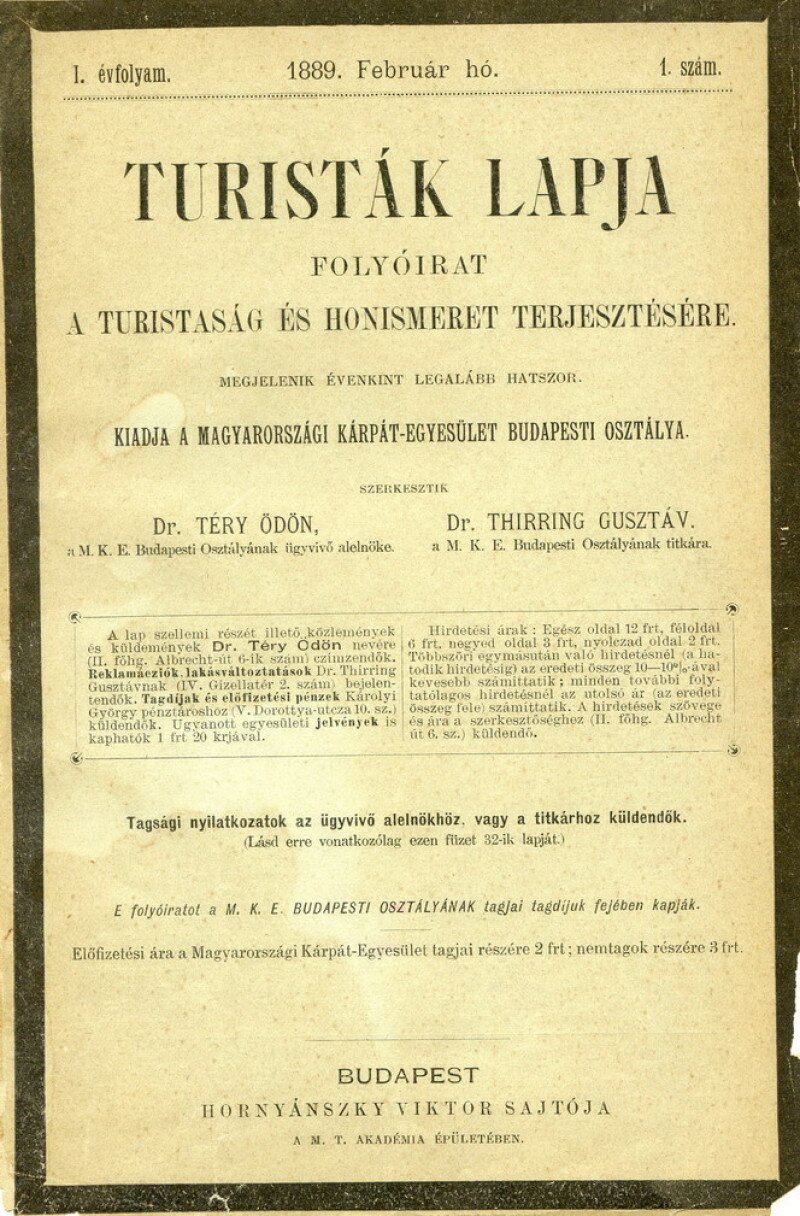 I. évfolyam. 1889. Február hó. 1. szám.
TURISTÁK LAPJA
FOLYÓIRAT
A TURISTASÁG ÉS HONISMERET TERJESZTÉSÉRE.
MEGJELENIK ÉVENKINT LEGALÁBB HATSZOR.
KIADJA A MAGYARORSZÁGI KÁRPÁT-EGYESÜLET BUDAPESTI OSZTÁLYA.
SZERKESZTIK
Dr. TÉRY ÖDÖN,
a M. K. E. Budapesti Osztályának ügyvivő alelnöke.
Dr. THIRRING GUSZTÁV.
a M. K. E. Budapesti Osztályának titkára.
A lap szellemi részét illető közlemények
és küldemények Dr. Téry Ödön nevére
(II. főhg. Albrecht-út 6-ik szám) czimzendők.
Reklamácziók, lakásváltoztatások Dr. Thirring
Gusztávnak (IV. Gizellatér 2. szám) bejelen-
tendők. Tagdíjak és előfizetési pénzek Károlyi
György pénztároshoz (V. Dorottya-utcza 10. sz.)
küldendők. Ugyanott egyesületi jelvények is
kaphatók 1 frt 20 krjával.
Hirdetési árak: Egész oldal 12 frt, féloldal
6 frt. negyed oldal 3 frt, nyolczad oldal 2 frt.
Többszöri egymásután való hirdetésnél (a ha-
todik hirdetésig) az eredeti összeg 10—10%-ával
kevesebb számittatik; minden további foly-
tatólagos hirdetésnél az utolsó ár (az eredeti
összeg fele) számittatik. A hirdetések szövege
és ára a szerkesztőséghez (II. főhg. Albrecht
út 6. sz.) küldendő.
Tagsági nyilatkozatok az ügyvivő alelnökhöz, vagy a titkárhoz küldendők.
(Lásd erre vonatkozólag ezen füzet 32-ik lapját.)
E folyóiratot a M. K. E. BUDAPESTI OSZTÁLYÁNAK tagjai tagdíjuk fejében kapják.
Előfizetési ára a Magyarországi Kárpát-Egyesület tagjai részére 2 frt; nemtagok részére 3 frt.
BUDAPEST
HORNYÁNSZKY VIKTOR SAJTÓJA
A M. T. AKADÉMIA ÉPÜLETÉBEN.